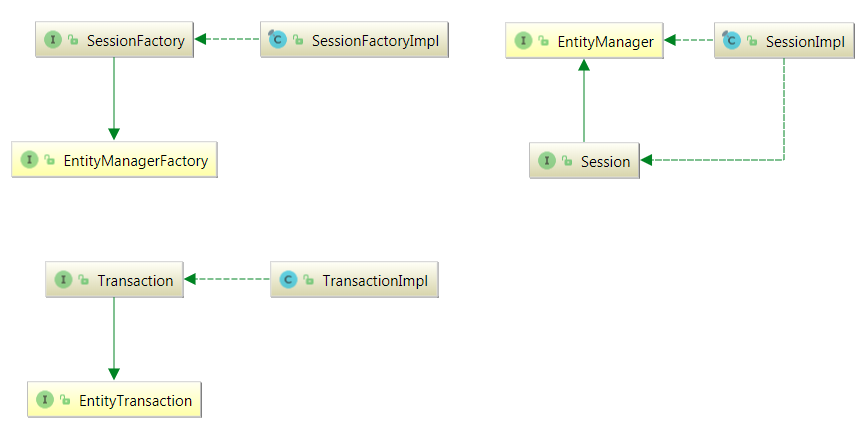 I SessionFactory
C SessionFactoryImpl
I EntityManager
C SessionImpl
I EntityManagerFactory
I Session
I Transaction
C TransactionImpl
I EntityTransaction